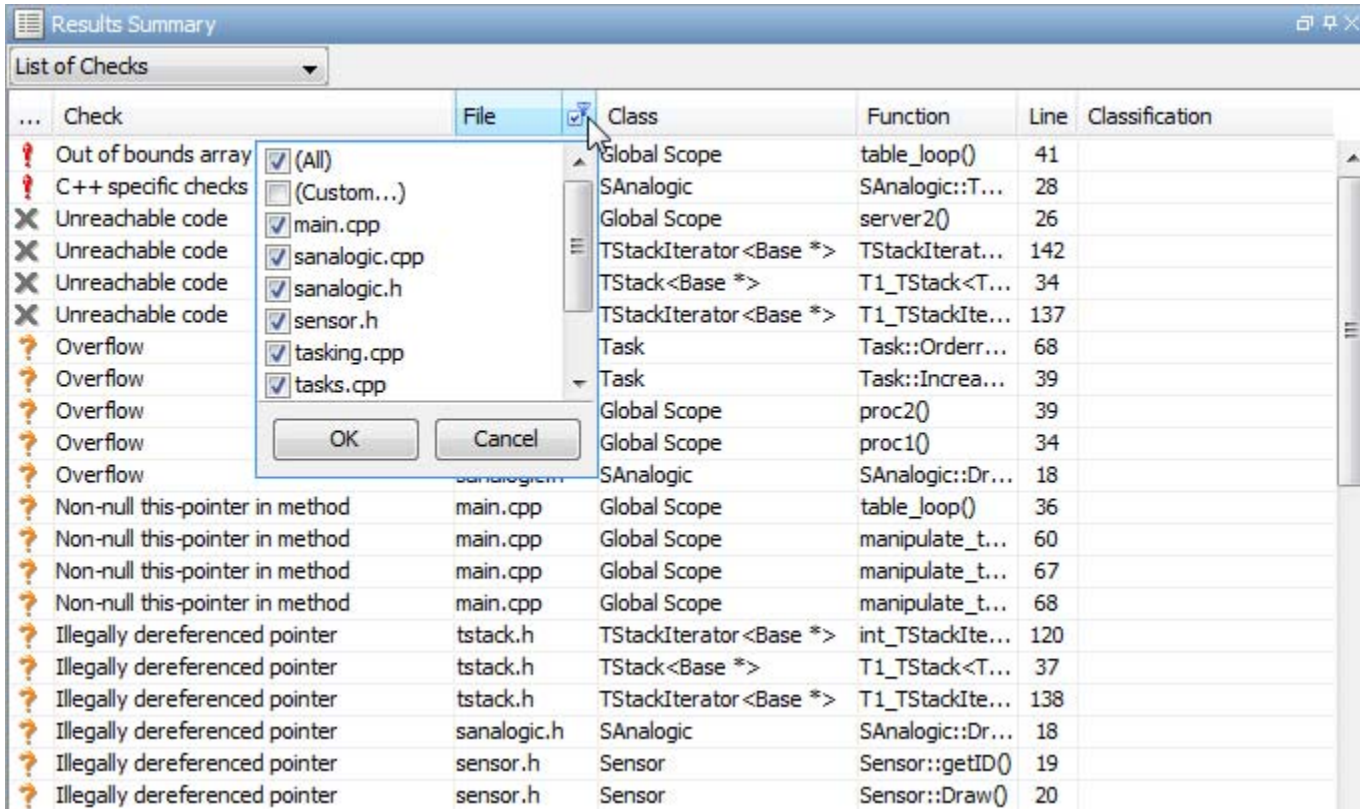 Results Summary
List of Checks
... Check File Class Function Line Classification
Out of bounds array Global Scope table_loop() 41
C++ specific checks SAnalogic SAnalogic::T... 28
Unreachable code Global Scope server2() 26
Unreachable code TStackIterator<Base *> TStackIterat... 142
Unreachable code TStack<Base *> T1_TStack<T... 34
Unreachable code TStackIterator<Base *> T1_TStackIte... 137
Overflow Task Task::Orderr... 68
Overflow Task Task::Increa... 39
Overflow Global Scope proc2() 39
Overflow Global Scope proc1() 34
Overflow SAnalogic SAnalogic::Dr... 18
(All)
(Custom...)
main.cpp
sanalogic.cpp
sanalogic.h
sensor.h
tasking.cpp
tasks.cpp
OK Cancel
Non-null this-pointer in method main.cpp Global Scope table_loop() 36
Non-null this-pointer in method main.cpp Global Scope manipulate_t... 60
Non-null this-pointer in method main.cpp Global Scope manipulate_t... 67
Non-null this-pointer in method main.cpp Global Scope manipulate_t... 68
Illegally dereferenced pointer tstack.h TStackIterator<Base *> int_TStackIte... 120
Illegally dereferenced pointer tstack.h TStack<Base *> T1_TStack<T... 37
Illegally dereferenced pointer tstack.h TStackIterator<Base *> T1_TStackIte... 138
Illegally dereferenced pointer sanalogic.h SAnalogic SAnalogic::Dr... 18
Illegally dereferenced pointer sensor.h Sensor Sensor::getID() 19
Illegally dereferenced pointer sensor.h Sensor Sensor::Draw() 20